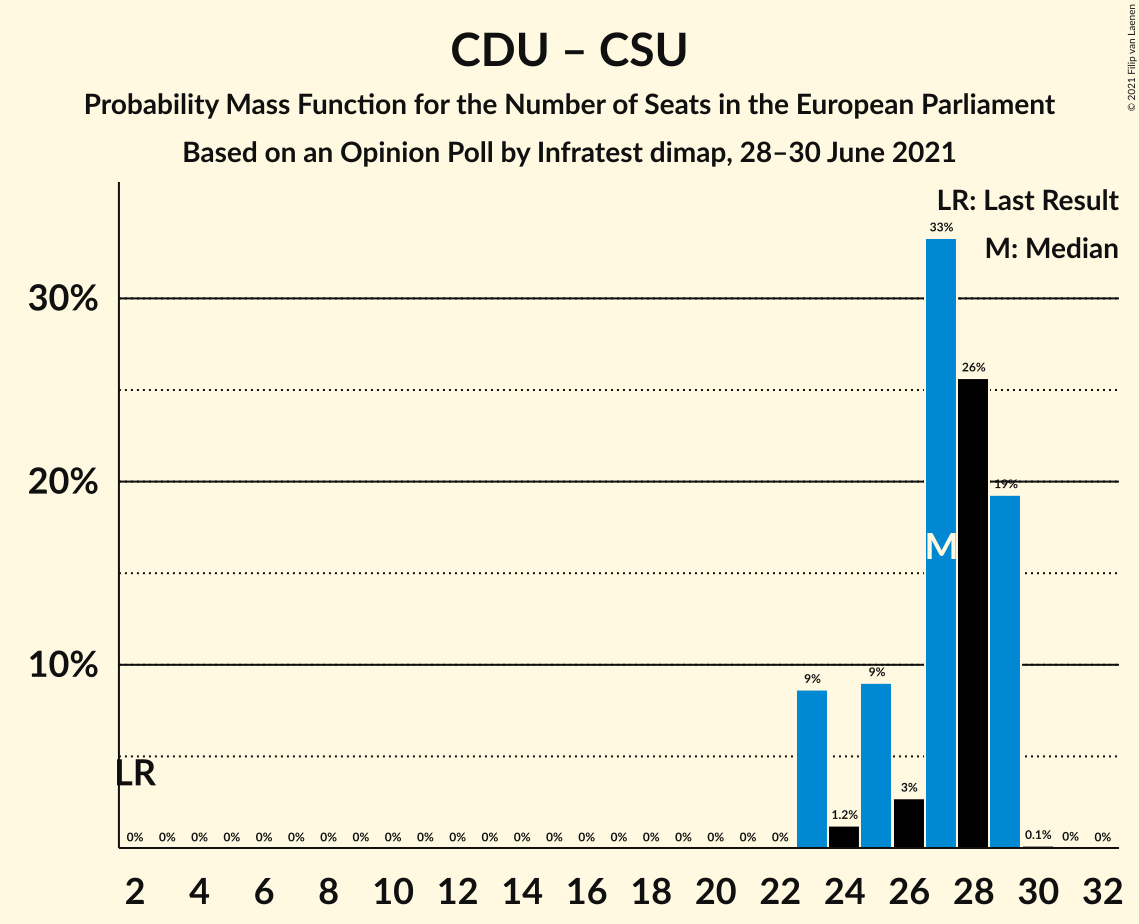 © 2021 Filip van Laenen
CDU – CSU
Probability Mass Function for the Number of Seats in the European Parliament
Based on an Opinion Poll by Infratest dimap, 28–30 June 2021
LR: Last Result
M: Median
33%
30%
26%
20%
19%
M
10%
9%
9%
LR
3%
1.2%
0% 0% 0% 0% 0% 0% 0% 0% 0% 0% 0% 0% 0% 0% 0% 0% 0% 0% 0% 0% 0% 0.1% 0% 0%
2 4 6 8 10 12 14 16 18 20 22 24 26 28 30 32